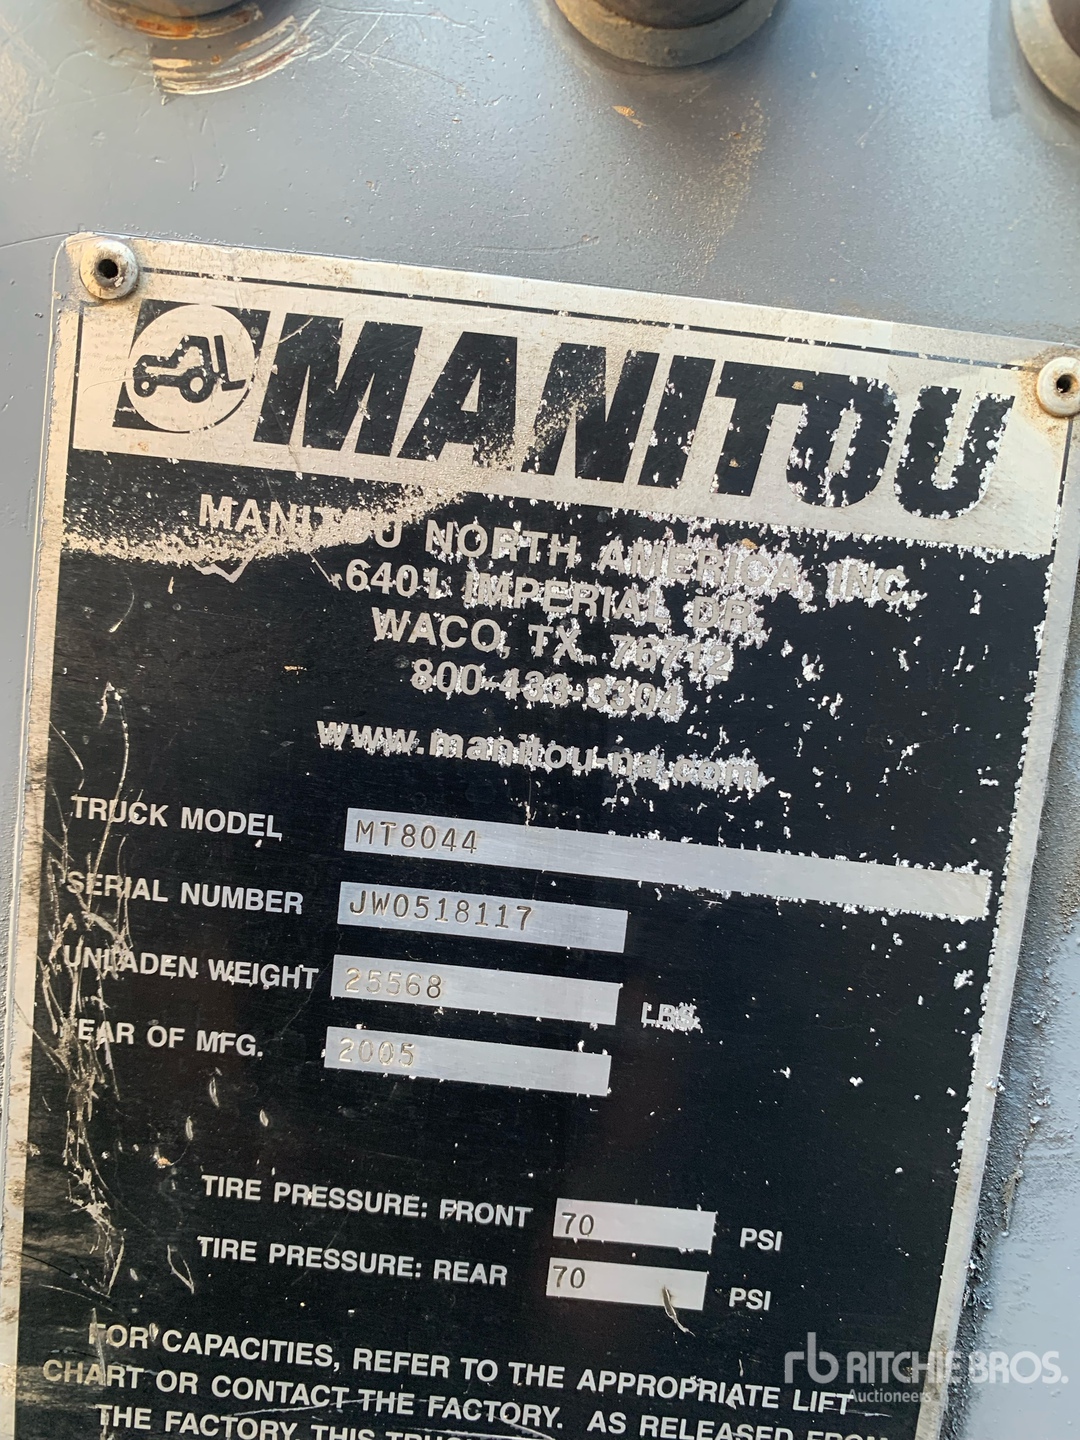 MANITOU
MANITOU NORTH AMERICA, INC.
6401 IMPERIAL DR.
WACO, TX. 76712
800-433-3304
www.manitou-na.com
TRUCK MODEL MT8044
SERIAL NUMBER JW0518117
UNLADEN WEIGHT 25568 LBS.
YEAR OF MFG. 2005
TIRE PRESSURE: FRONT 70 PSI
TIRE PRESSURE: REAR 70 PSI
FOR CAPACITIES, REFER TO THE APPROPRIATE LIFT
CHART OR CONTACT THE FACTORY. AS RELEASED FROM
THE FACTORY, THIS
rb RITCHIE BROS.
Auctioneers